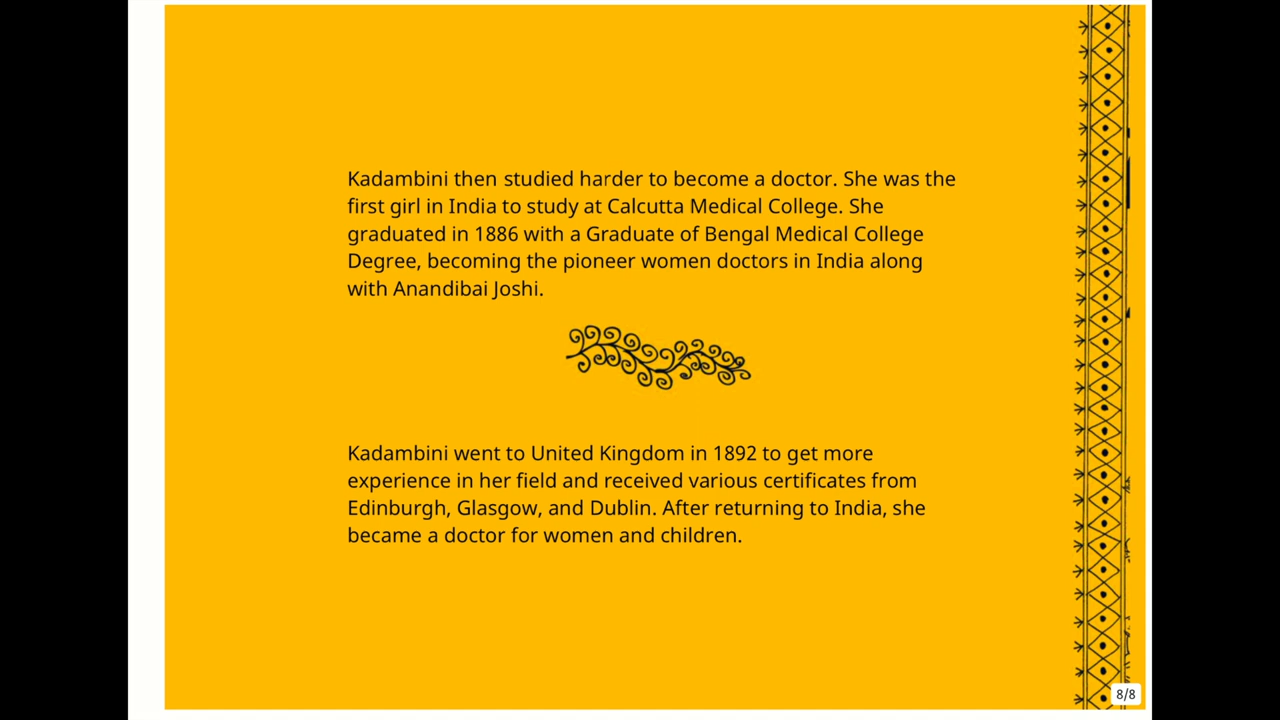 Kadambini then studied harder to become a doctor. She was the
first girl in India to study at Calcutta Medical College. She
graduated in 1886 with a Graduate of Bengal Medical College
Degree, becoming the pioneer women doctors in India along
with Anandibai Joshi.
Kadambini went to United Kingdom in 1892 to get more
experience in her field and received various certificates from
Edinburgh, Glasgow, and Dublin. After returning to India, she
became a doctor for women and children.
8/8